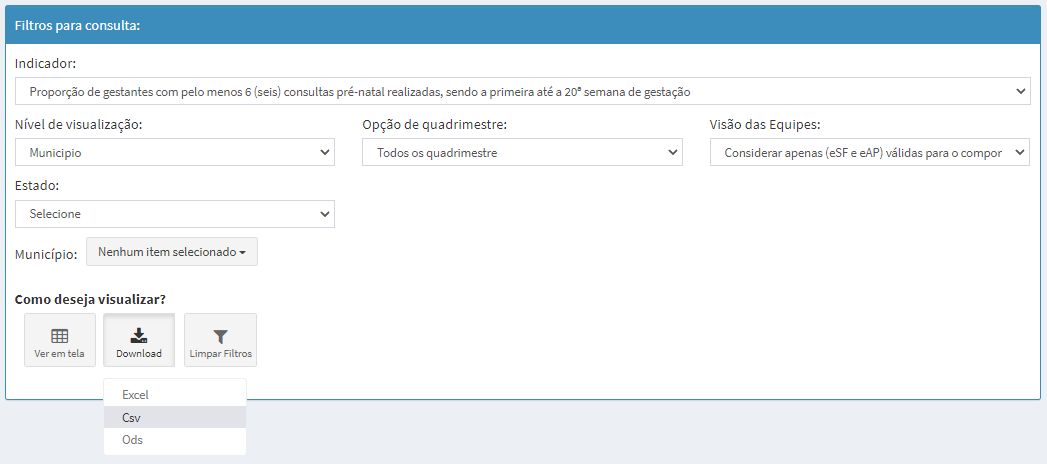 Filtros para consulta:
Indicador:
Proporção de gestantes com pelo menos 6 (seis) consultas pré-natal realizadas, sendo a primeira até a 20ª semana de gestação
Nível de visualização: Opção de quadrimestre: Visão das Equipes:
Municipio Todos os quadrimestre Considerar apenas (eSF e eAP) válidas para o compor
Estado:
Selecione
Município: Nenhum item selecionado
Como deseja visualizar?
Ver em tela Download Limpar Filtros
Excel
Csv
Ods